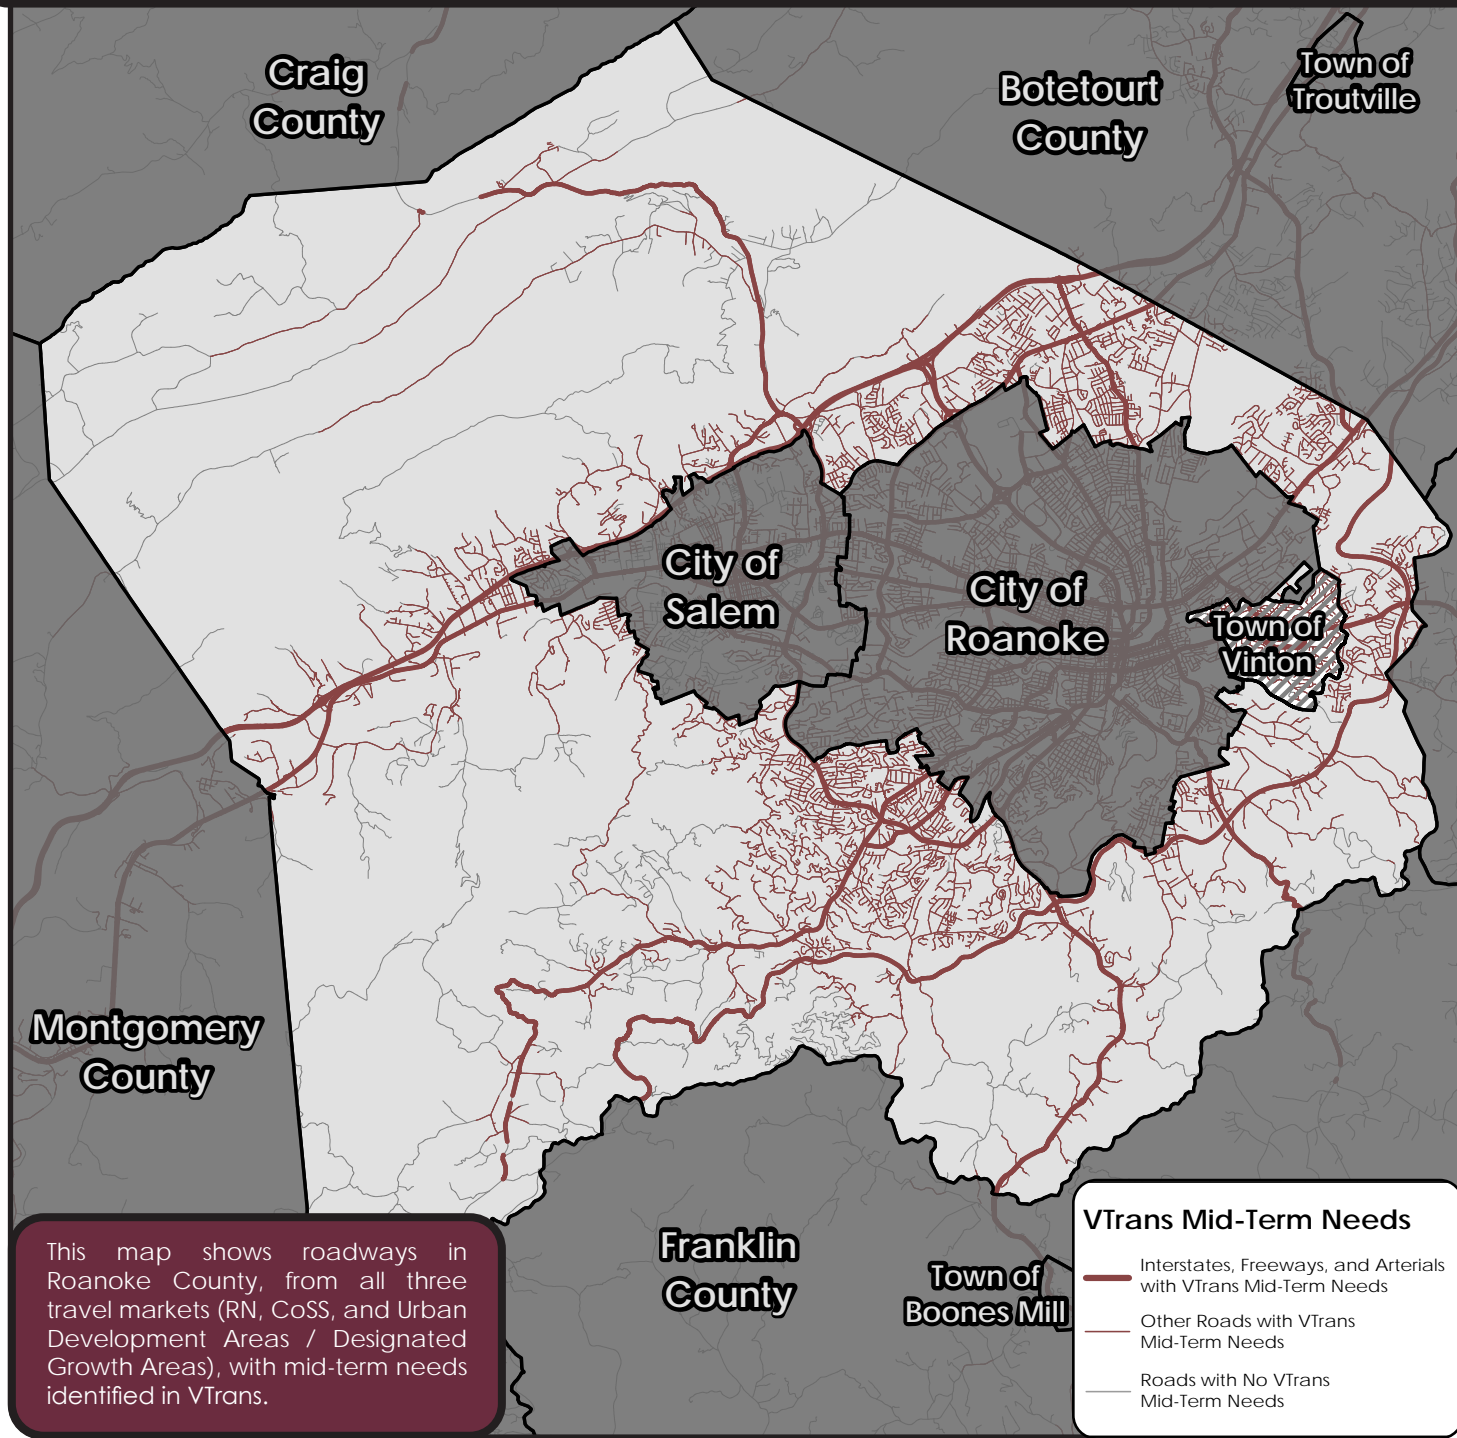 Craig
County
Botetourt
County
Town of
Troutville
City of
Salem
City of
Roanoke
Town of
Vinton
Montgomery
County
Franklin
County
Town of
Boones Mill
This map shows roadways in
Roanoke County, from all three
travel markets (RN, CoSS, and Urban
Development Areas / Designated
Growth Areas), with mid-term needs
identified in VTrans.
VTrans Mid-Term Needs
Interstates, Freeways, and Arterials
with VTrans Mid-Term Needs
Other Roads with VTrans
Mid-Term Needs
Roads with No VTrans
Mid-Term Needs